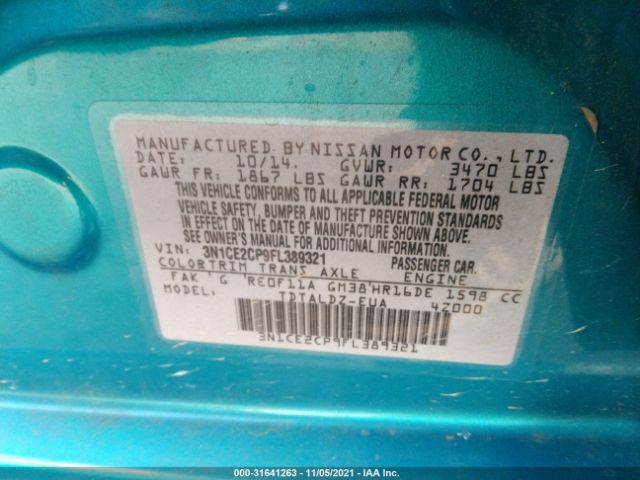 MANUFACTURED BY NISSAN MOTOR CO., LTD.
DATE: 10/14. GVWR: 3470 LBS
GAWR FR: 1867 LBS GAWR RR: 1704 LBS
THIS VEHICLE CONFORMS TO ALL APPLICABLE FEDERAL MOTOR
VEHICLE SAFETY, BUMPER AND THEFT PREVENTION STANDARDS
IN EFFECT ON THE DATE OF MANUFACTURE SHOWN ABOVE.
SEE OWNER'S MANUAL FOR ADDITIONAL INFORMATION.
VIN: 3N1CE2CP9FL389321 PASSENGER CAR.
COLORTRIM TRANS AXLE ENGINE
FAK ' G RE0F11A GM38'HR16DE 1598 CC
TDTALDZ-EUA 4Z000
3N1CE2CP9FL389321
000-31641263 - 11/05/2021 - IAA Inc.